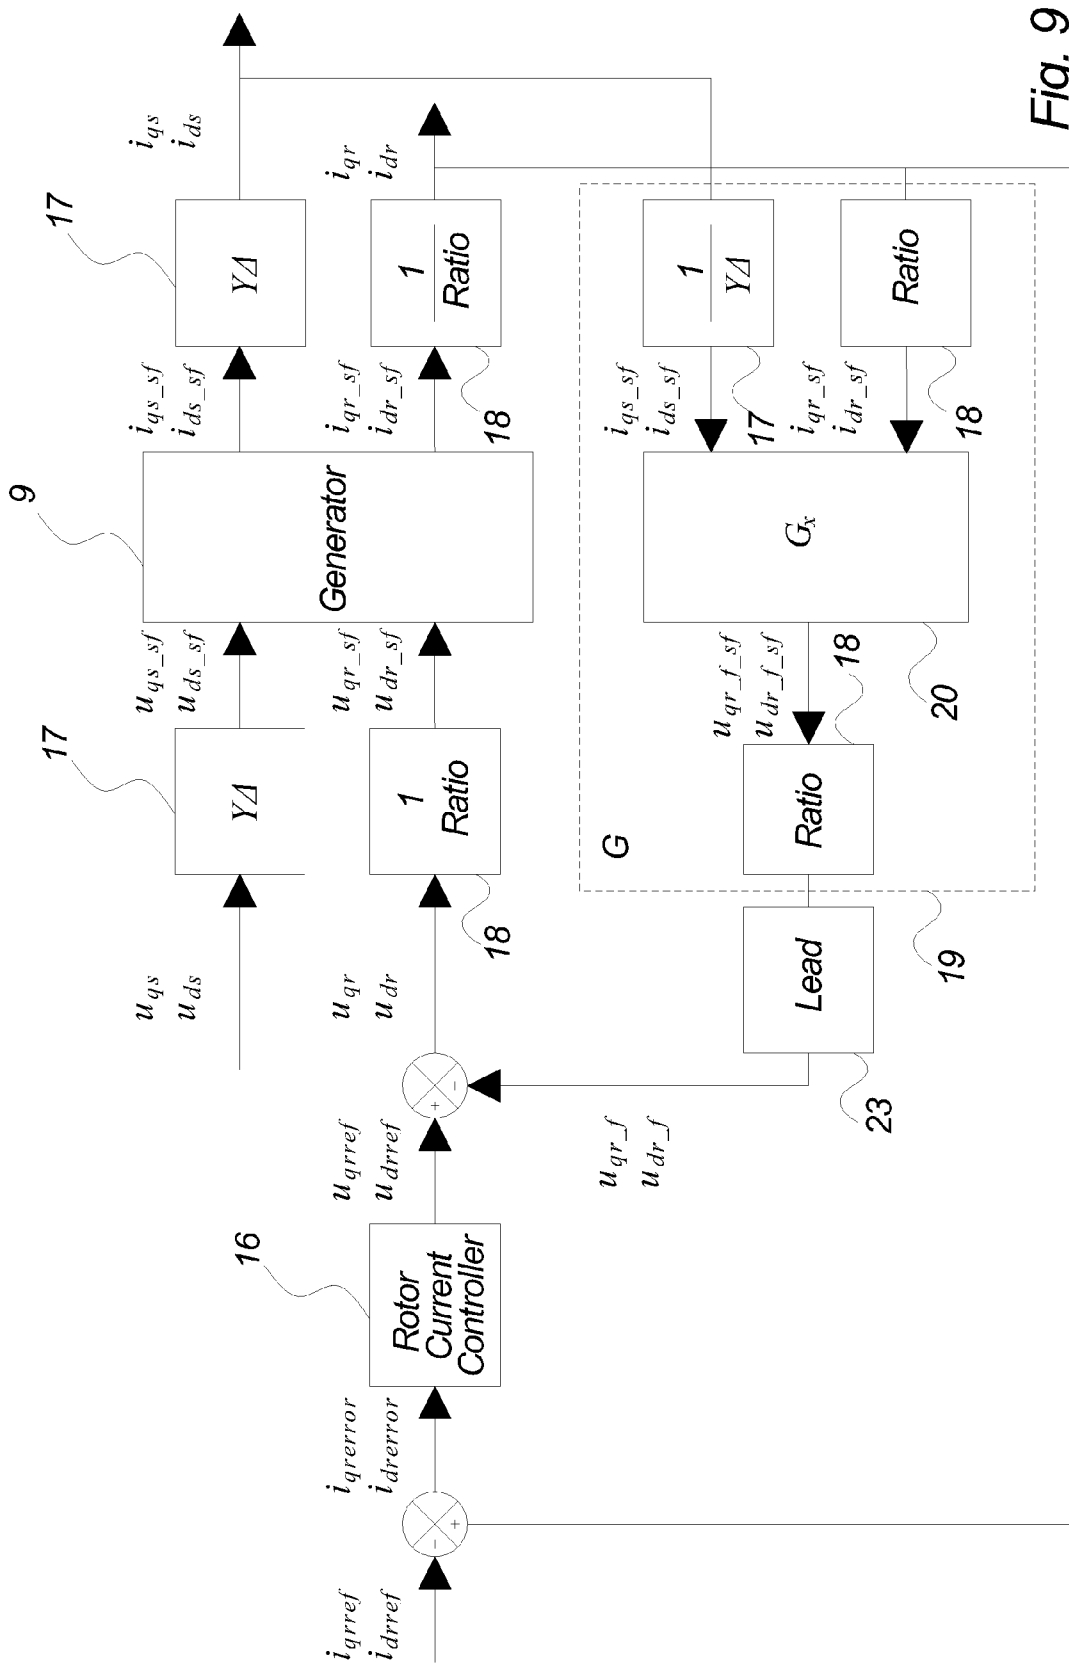 17
17
i_qs
i_ds
9
u_qs
u_ds
YΔ
u_qs_sf
u_ds_sf
i_qs_sf
i_ds_sf
YΔ
i_qrref
i_drref
i_qrerror
i_drerror
16
Rotor
Current
Controller
u_qrref
u_drref
u_qr
u_dr
1
Ratio
18
u_qr_sf
u_dr_sf
Generator
i_qr_sf
i_dr_sf
1
Ratio
18
i_qr
i_dr
-
+
+
-
u_qr_f
u_dr_f
G
23
Lead
19
Ratio
18
u_qr_f_sf
u_dr_f_sf
G_x
20
i_qs_sf
i_ds_sf
1
YΔ
17
i_qr_sf
i_dr_sf
Ratio
18
Fig. 9